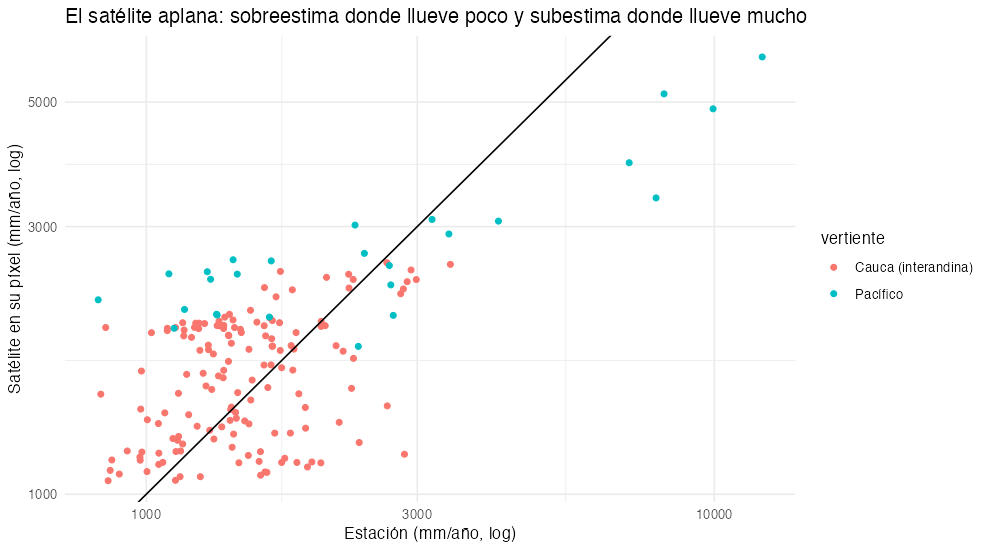 El satélite aplana: sobreestima donde llueve poco y subestima donde llueve mucho
Satélite en su píxel (mm/año, log)
5000
3000
1000
1000
3000
10000
Estación (mm/año, log)
vertiente
Cauca (interandina)
Pacífico